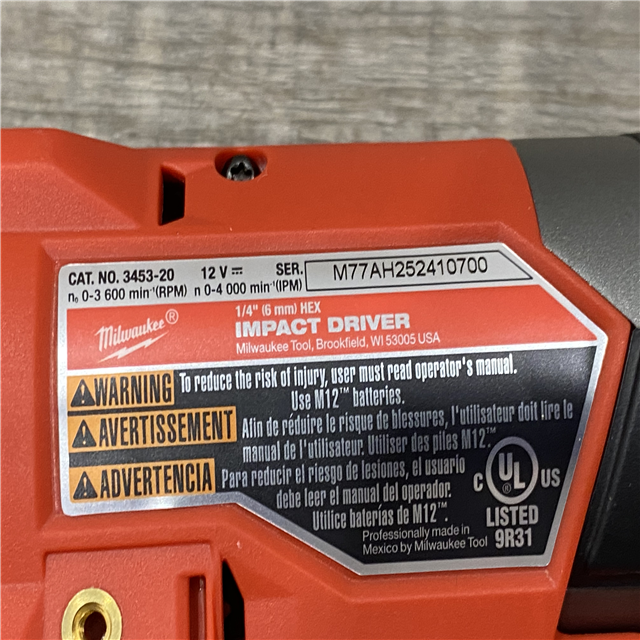 CAT. NO. 3453-20 12 V ⎓ SER. M77AH252410700
n₀ 0-3 600 min⁻¹(RPM) n 0-4 000 min⁻¹(IPM)
1/4" (6 mm) HEX
Milwaukee® IMPACT DRIVER
Milwaukee Tool, Brookfield, WI 53005 USA
WARNING To reduce the risk of injury, user must read operator's manual.
Use M12™ batteries.
AVERTISSEMENT Afin de réduire le risque de blessures, l'utilisateur doit lire le
manuel de l'utilisateur. Utiliser des piles M12™.
ADVERTENCIA Para reducir el riesgo de lesiones, el usuario
debe leer el manual del operador.
Utilice baterías de M12™.
C UL ® US
LISTED
9R31
Professionally made in
Mexico by Milwaukee Tool